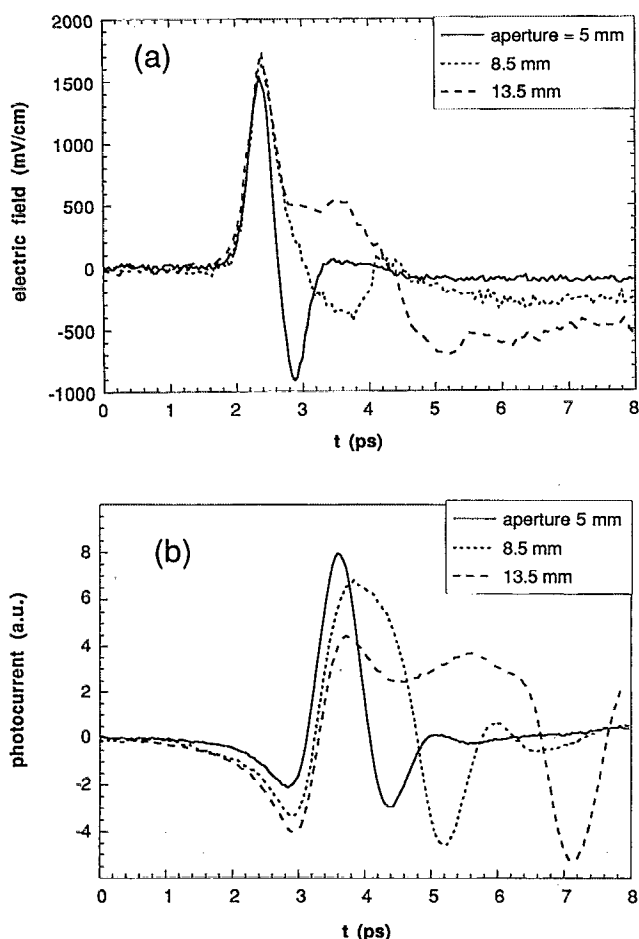 2000
1500
1000
500
0
-500
-1000
electric field (mV/cm)
(a)
aperture = 5 mm
8.5 mm
13.5 mm
0 1 2 3 4 5 6 7 8
t (ps)
8
6
4
2
0
-2
-4
photocurrent (a.u.)
(b)
aperture 5 mm
8.5 mm
13.5 mm
0 1 2 3 4 5 6 7 8
t (ps)